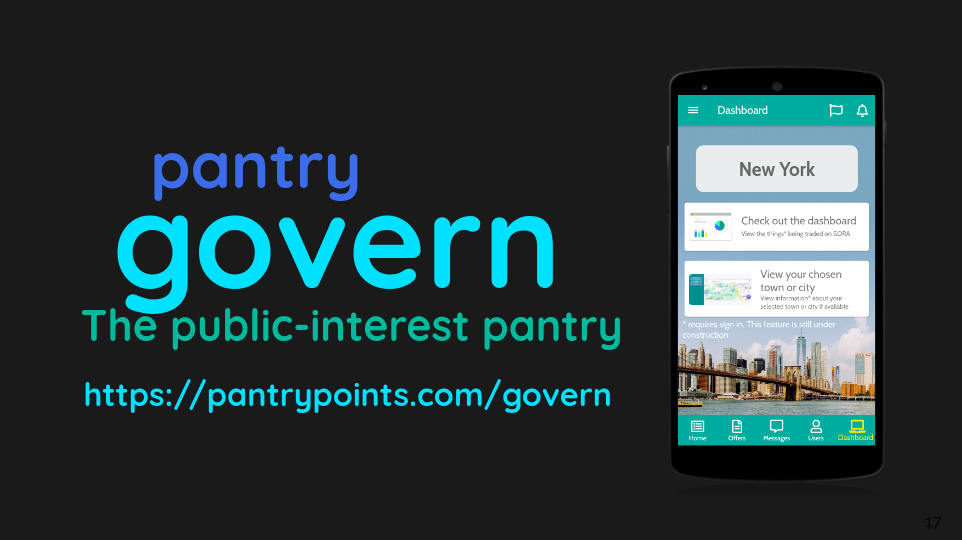 pantry
govern
The public-interest pantry
https://pantrypoints.com/govern
Dashboard
New York
Check out the dashboard
View the things* being traded on SORA
View your chosen
town or city
View information* about your
selected town or city if available
* requires sign in. This feature is still under
construction
Home Offers Messages Users Dashboard
17